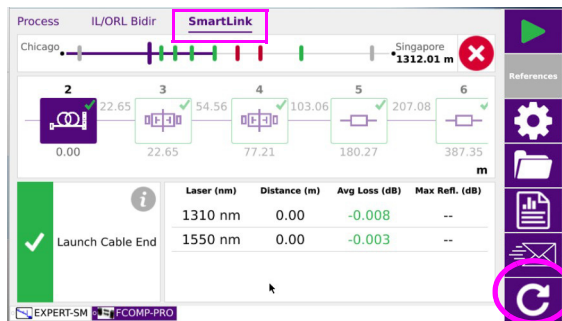 Process IL/ORL Bidir SmartLink
Chicago Singapore
1312.01 m
References
2 3 4 5 6
22.65 54.56 103.06 207.08
0.00 22.65 77.21 180.27 387.35
m
Laser (nm) Distance (m) Avg Loss (dB) Max Refl. (dB)
1310 nm 0.00 -0.008 --
Launch Cable End
1550 nm 0.00 -0.003 --
EXPERT-SM FCOMP-PRO